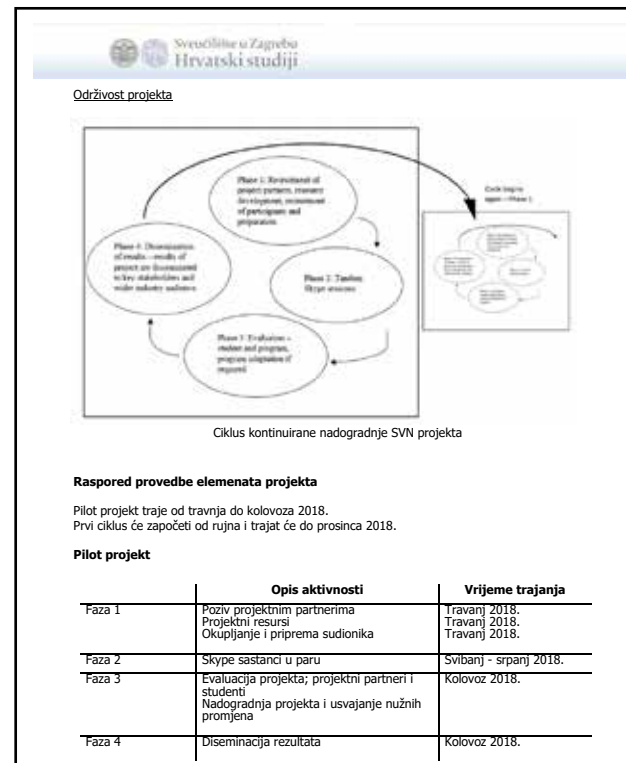 Sveučilište u Zagrebu
Hrvatski studiji
Održivost projekta
Phase 1: Recruitment of
project partners, resource
development, recruitment
of participants and
preparation
Cycle begins
again – Phase 1
Phase 4: Dissemination
of results – results of
project are disseminated
to key stakeholders and
wider industry audience
Phase 2: Tandem
Skype sessions
Phase 3: Evaluation –
student and program,
program adaptation if
required
Ciklus kontinuirane nadogradnje SVN projekta
Raspored provedbe elemenata projekta
Pilot projekt traje od travnja do kolovoza 2018.
Prvi ciklus će započeti od rujna i trajat će do prosinca 2018.
Pilot projekt
Opis aktivnosti Vrijeme trajanja
Faza 1 Poziv projektnim partnerima Travanj 2018.
Projektni resursi Travanj 2018.
Okupljanje i priprema sudionika Travanj 2018.
Faza 2 Skype sastanci u paru Svibanj - srpanj 2018.
Faza 3 Evaluacija projekta; projektni partneri i Kolovoz 2018.
studenti
Nadogradnja projekta i usvajanje nužnih
promjena
Faza 4 Diseminacija rezultata Kolovoz 2018.